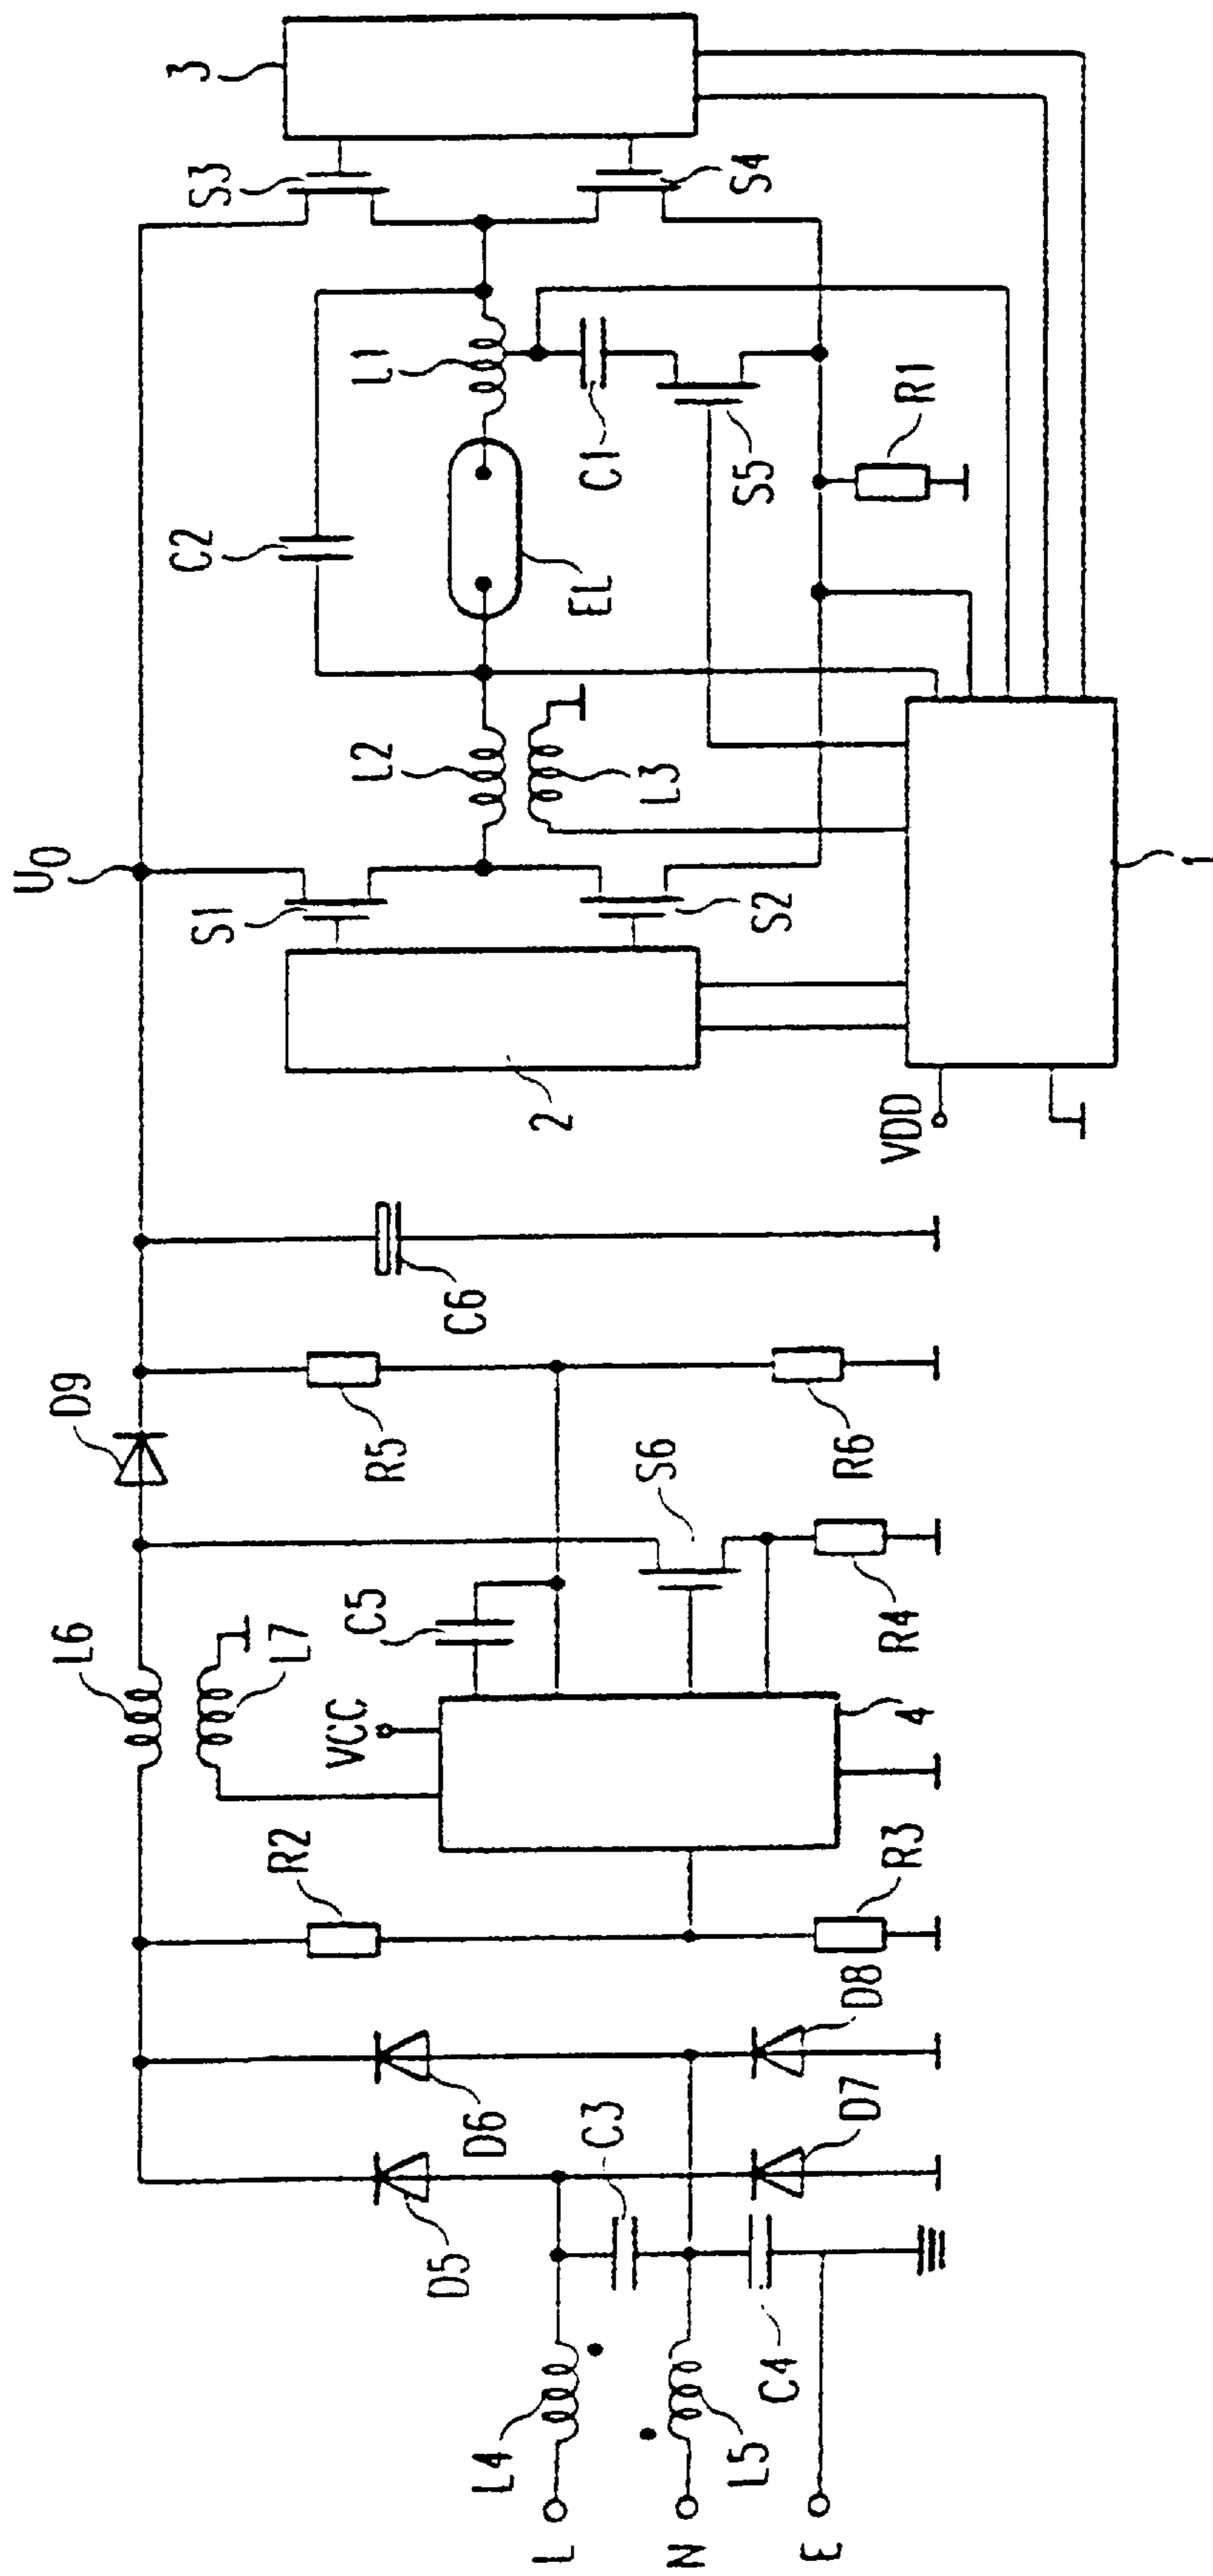 L
N
E
L4
L5
C4
C3
D5
D6
D7
D8
R2
R3
L6
L7
VCC
4
C5
S6
R4
D9
R5
R6
C6
U0
2
S1
S2
L2
L3
VDD
1
C2
EL
L1
C1
S5
R1
S3
S4
3